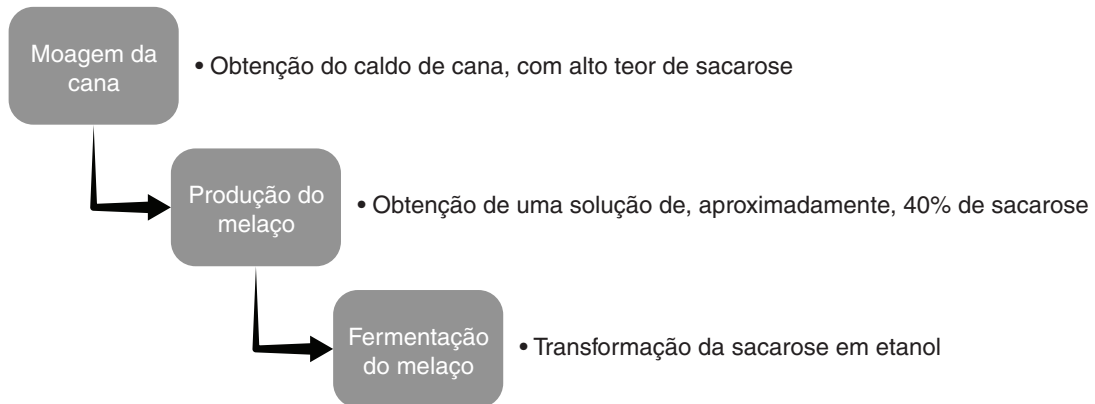 Moagem da
cana
• Obtenção do caldo de cana, com alto teor de sacarose
Produção do
melaço
• Obtenção de uma solução de, aproximadamente, 40% de sacarose
Fermentação
do melaço
• Transformação da sacarose em etanol